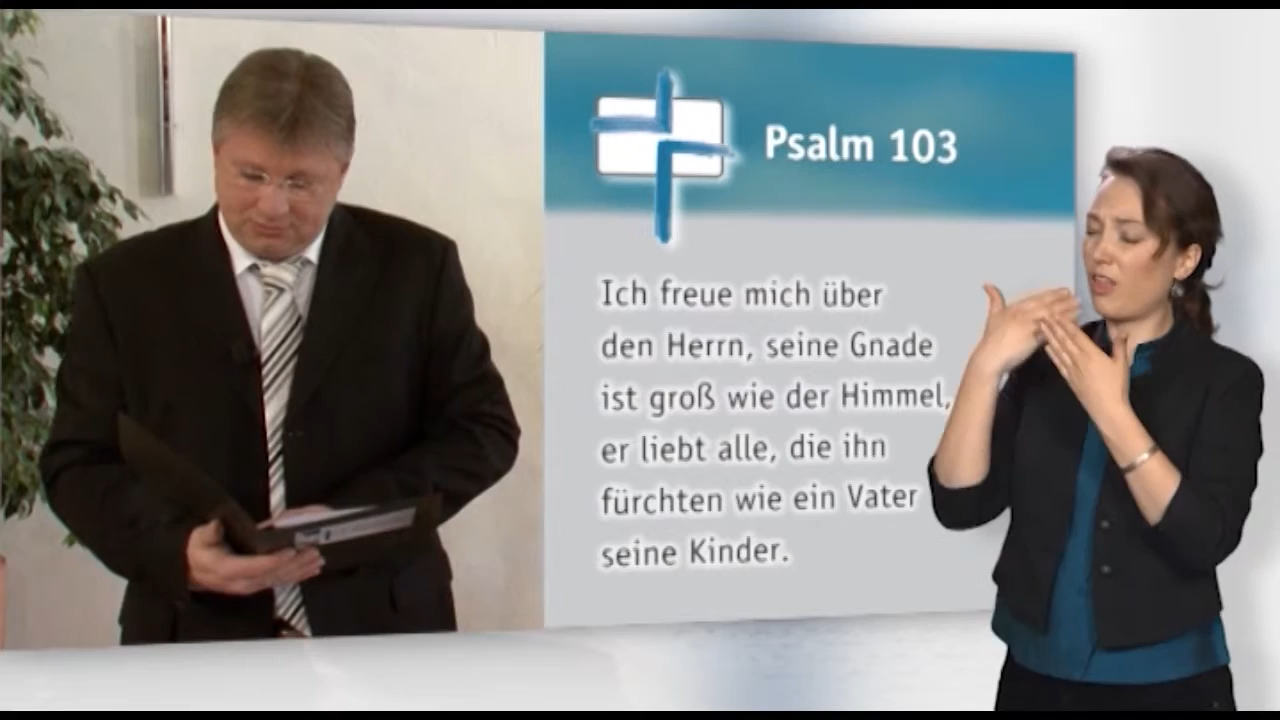 Psalm 103
Ich freue mich über
den Herrn, seine Gnade
ist groß wie der Himmel,
er liebt alle, die ihn
fürchten wie ein Vater
seine Kinder.